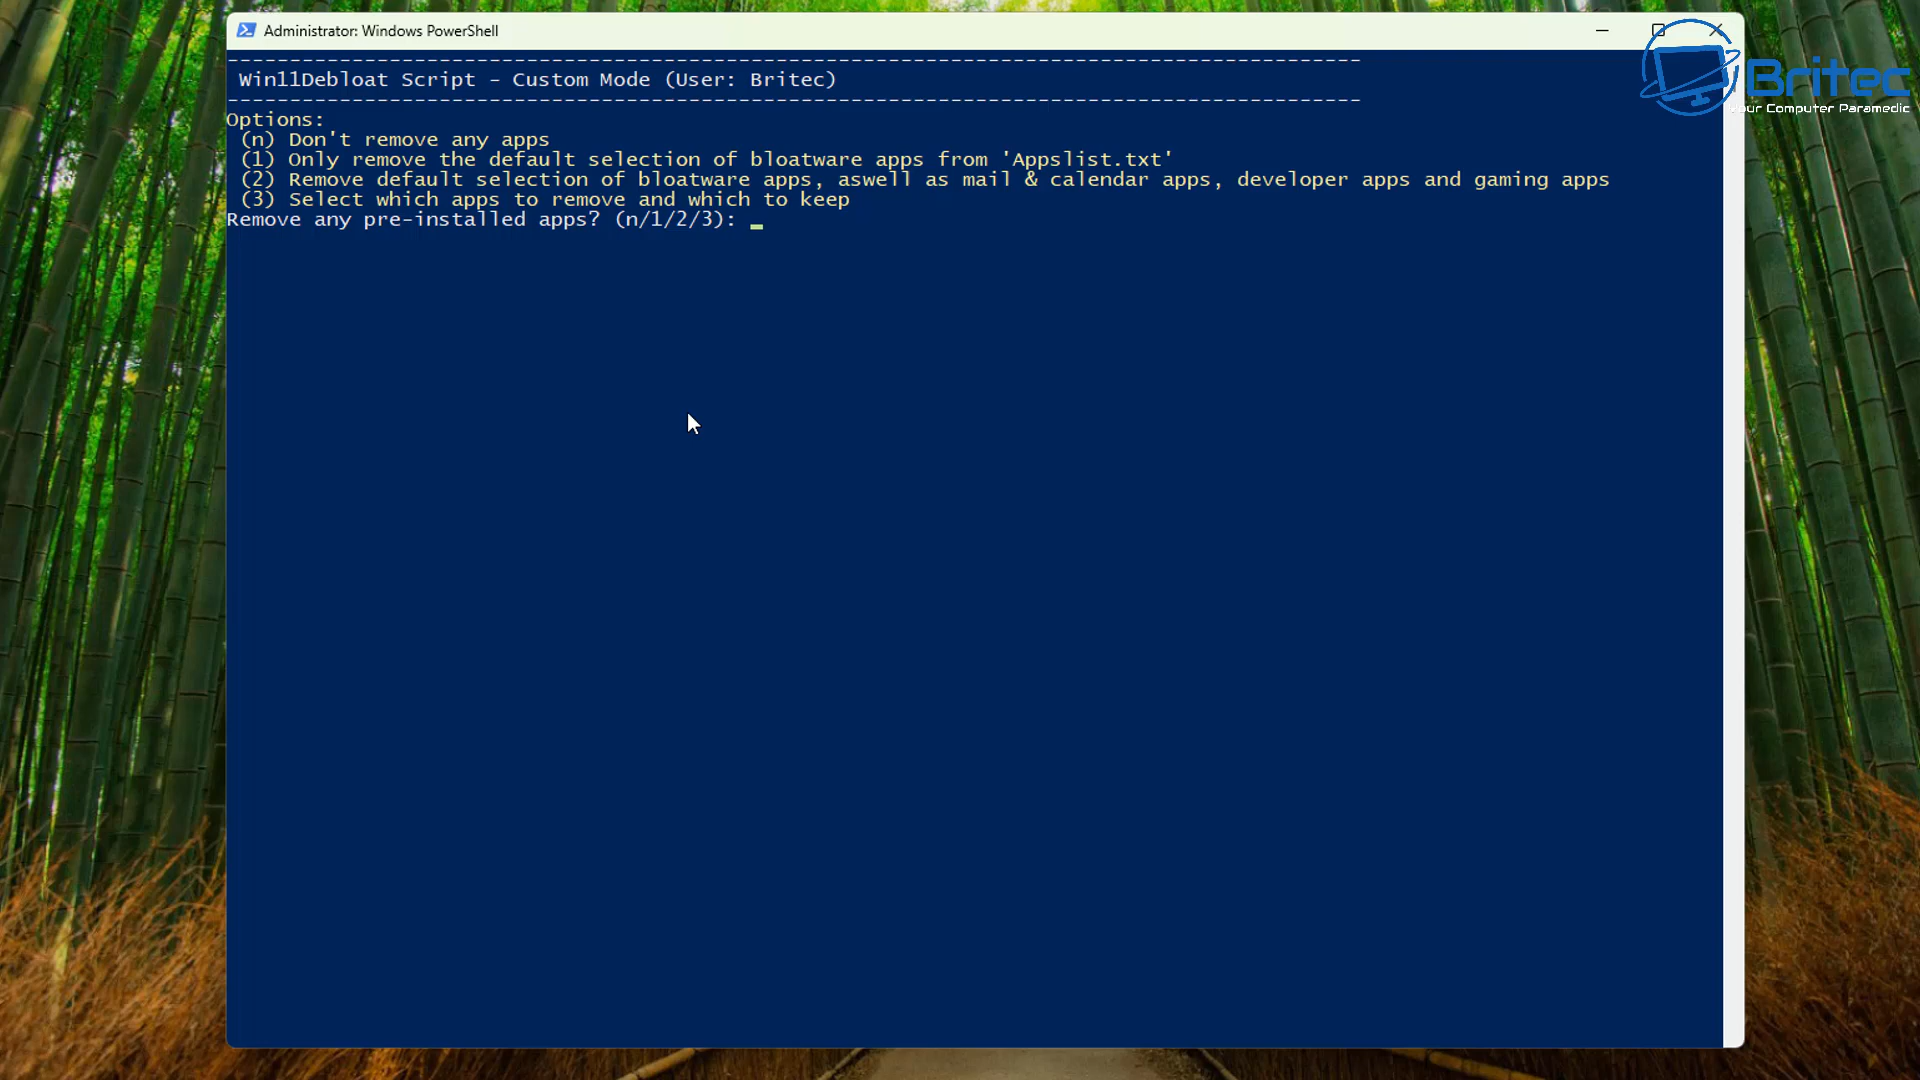 Administrator: Windows PowerShell
Britec
Your Computer Paramedic
--------------------------------------------------------------------------------------------
Win11Debloat Script - Custom Mode (User: Britec)
--------------------------------------------------------------------------------------------
Options:
(n) Don't remove any apps
(1) Only remove the default selection of bloatware apps from 'Appslist.txt'
(2) Remove default selection of bloatware apps, aswell as mail & calendar apps, developer apps and gaming apps
(3) Select which apps to remove and which to keep
Remove any pre-installed apps? (n/1/2/3): _